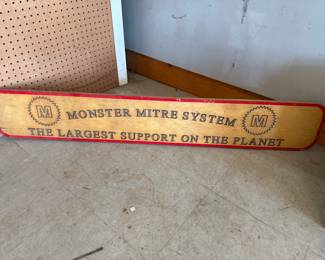 M MONSTER MITRE SYSTEM M
THE LARGEST SUPPORT ON THE PLANET